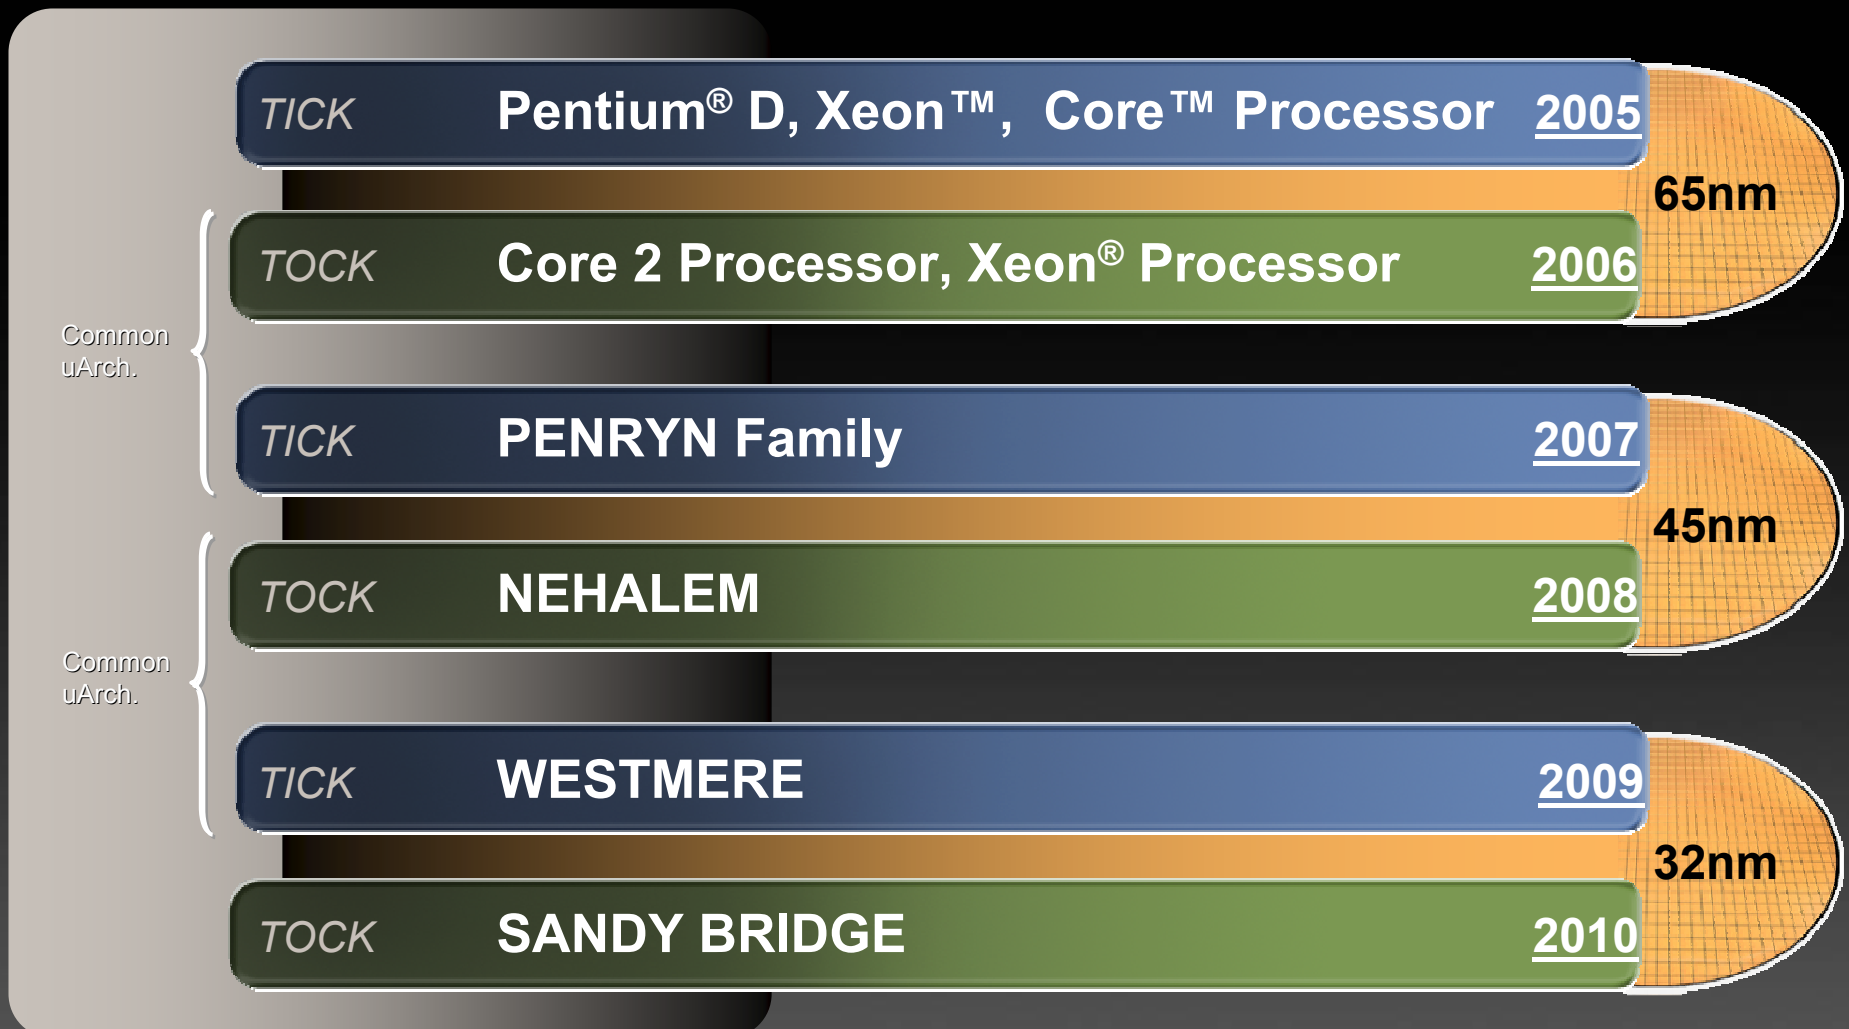 TICK Pentium® D, Xeon™, Core™ Processor 2005
65nm
TOCK Core 2 Processor, Xeon® Processor 2006
Common
uArch.
TICK PENRYN Family 2007
45nm
TOCK NEHALEM 2008
Common
uArch.
TICK WESTMERE 2009
32nm
TOCK SANDY BRIDGE 2010